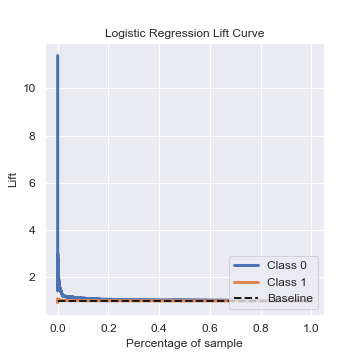 Logistic Regression Lift Curve
Lift
10
8
6
4
2
Class 0
Class 1
Baseline
0.0 0.2 0.4 0.6 0.8 1.0
Percentage of sample